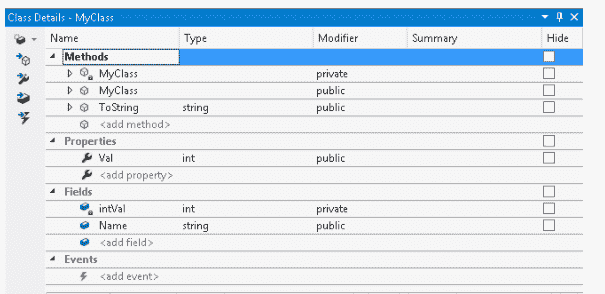 Class Details - MyClass
Name Type Modifier Summary Hide
Methods
MyClass private
MyClass public
ToString string public
<add method>
Properties
Val int public
<add property>
Fields
intVal int private
Name string public
<add field>
Events
<add event>